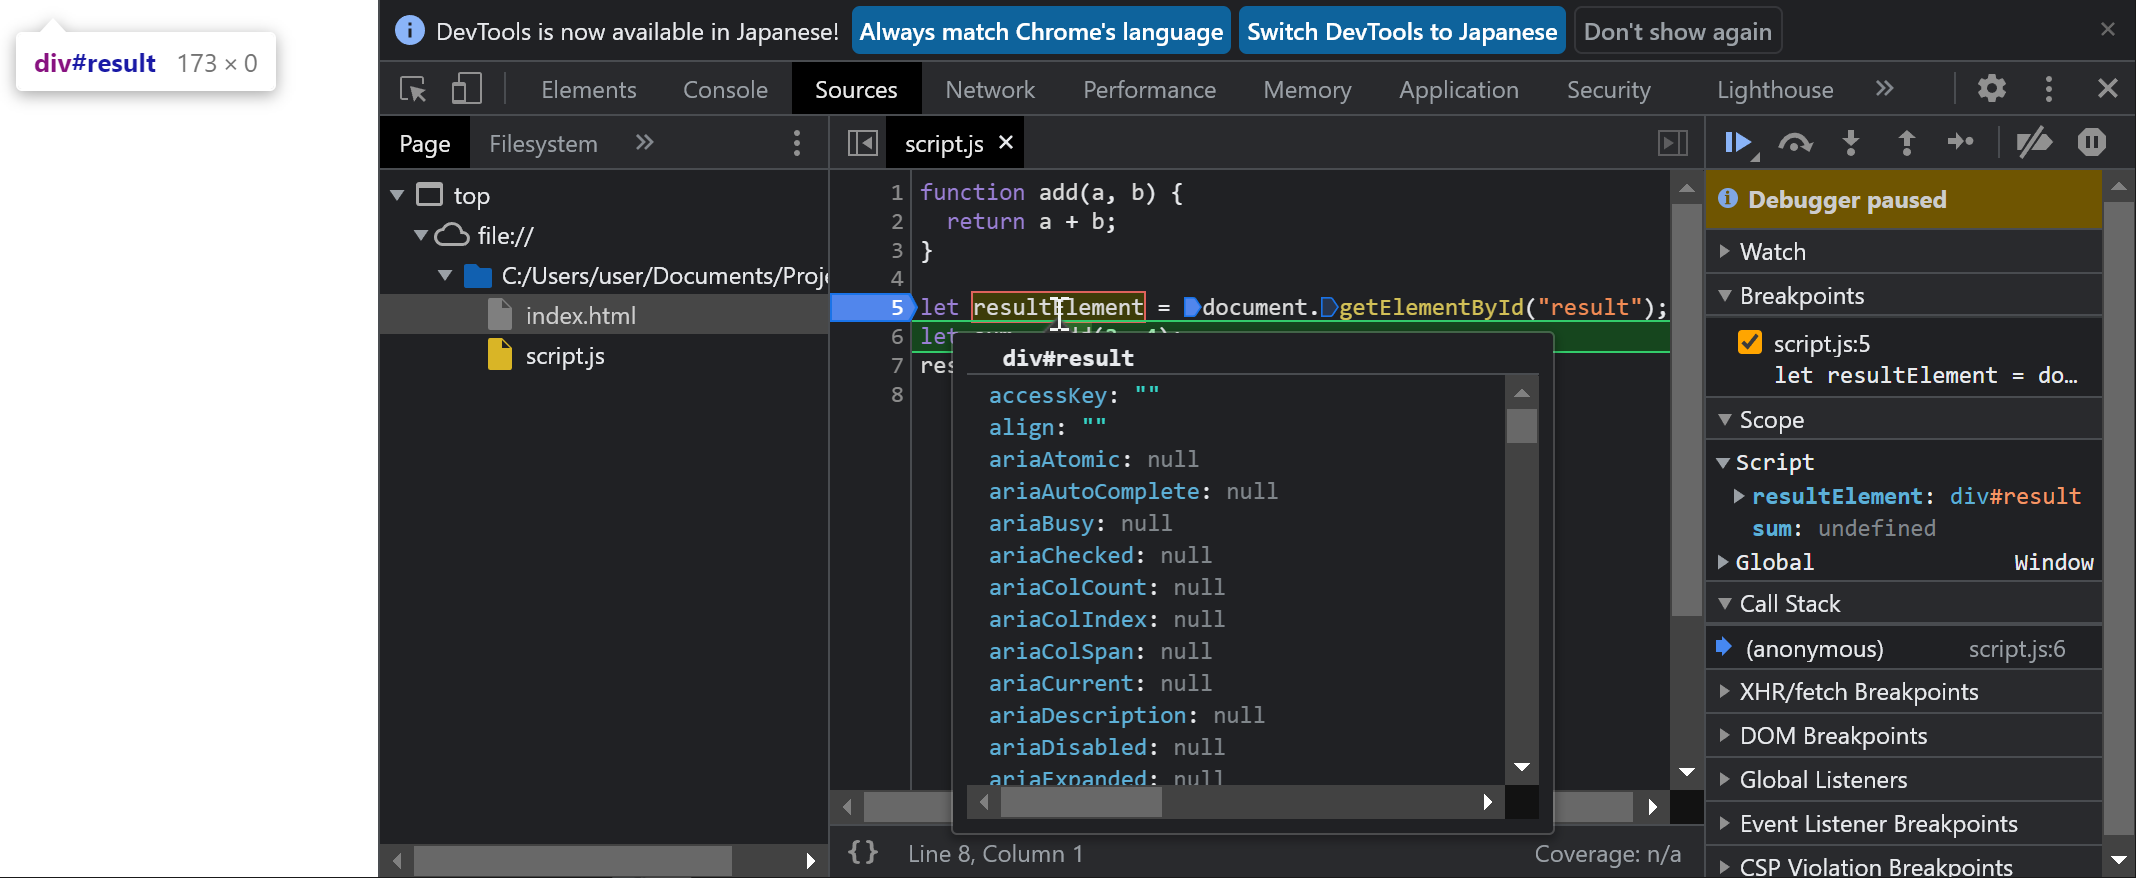 div#result 173 × 0
DevTools is now available in Japanese! Always match Chrome's language Switch DevTools to Japanese Don't show again
Elements Console Sources Network Performance Memory Application Security Lighthouse
Page Filesystem
script.js
top
file://
C:/Users/user/Documents/Proje
index.html
script.js
1 function add(a, b) {
2 return a + b;
3 }
4
5 let resultElement = document.getElementById("result");
6 let
7 res
8
div#result
accessKey: ""
align: ""
ariaAtomic: null
ariaAutoComplete: null
ariaBusy: null
ariaChecked: null
ariaColCount: null
ariaColIndex: null
ariaColSpan: null
ariaCurrent: null
ariaDescription: null
ariaDisabled: null
ariaExpanded: null
{} Line 8, Column 1 Coverage: n/a
Debugger paused
Watch
Breakpoints
script.js:5
let resultElement = do…
Scope
Script
resultElement: div#result
sum: undefined
Global Window
Call Stack
(anonymous) script.js:6
XHR/fetch Breakpoints
DOM Breakpoints
Global Listeners
Event Listener Breakpoints
CSP Violation Breakpoints